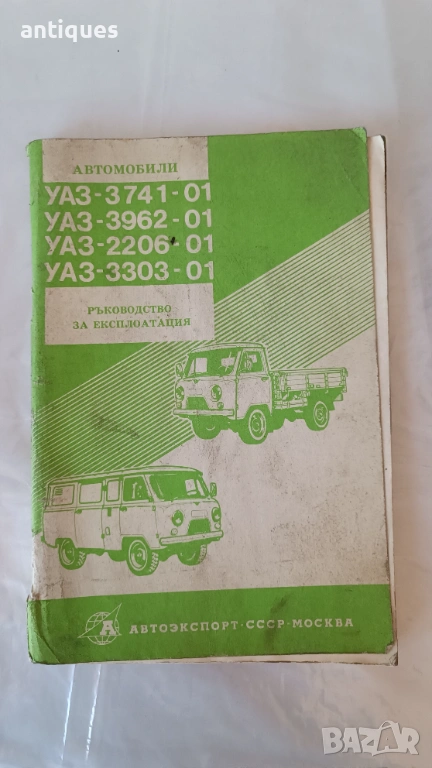 antiques
АВТОМОБИЛИ
УАЗ-3741-01
УАЗ-3962-01
УАЗ-2206-01
УАЗ-3303-01
РЪКОВОДСТВО
ЗА ЕКСПЛОАТАЦИЯ
А
АВТОЭКСПОРТ·СССР·МОСКВА
BAZAR